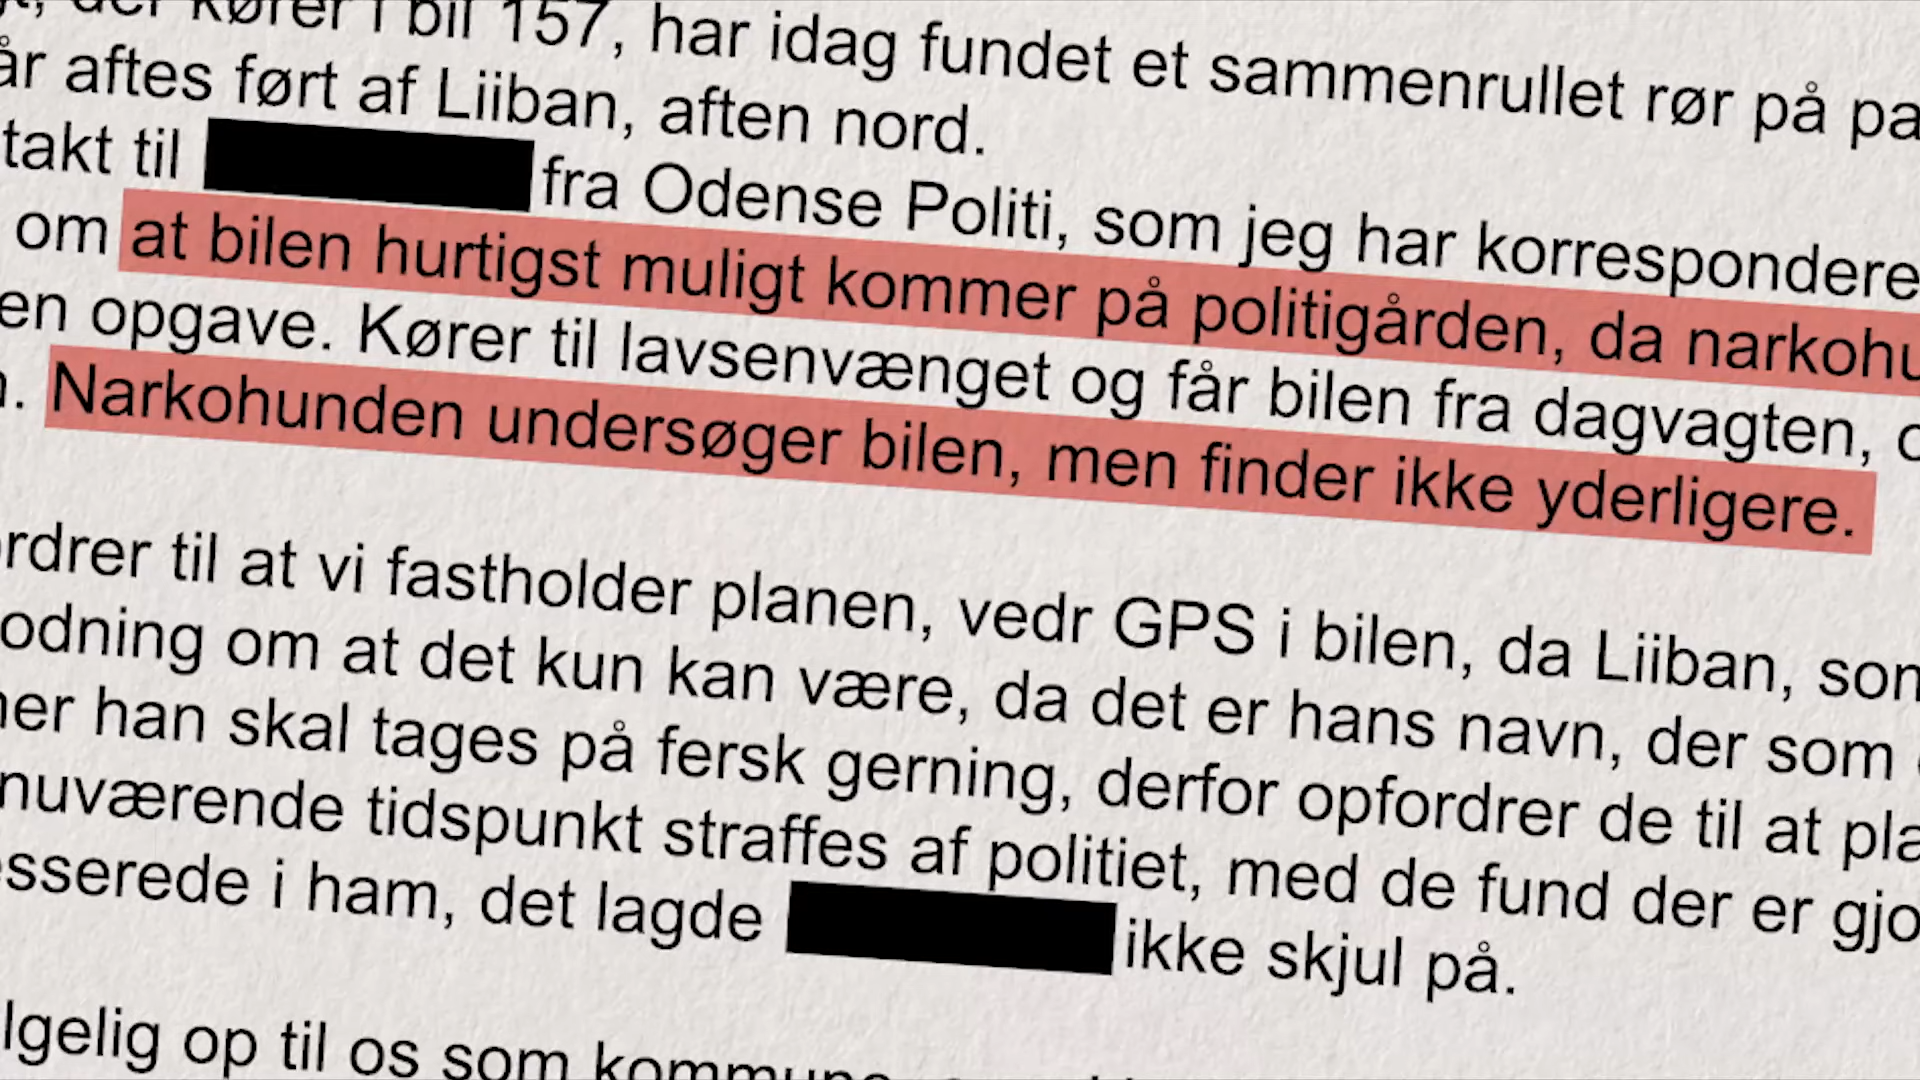 der kører i bil 157, har idag fundet et sammenrullet rør på pa
år aftes ført af Liiban, aften nord.
takt til fra Odense Politi, som jeg har korrespondere
om at bilen hurtigst muligt kommer på politigården, da narkohu
en opgave. Kører til lavsenvænget og får bilen fra dagvagten, o
. Narkohunden undersøger bilen, men finder ikke yderligere.
rdrer til at vi fastholder planen, vedr GPS i bilen, da Liiban, som
odning om at det kun kan være, da det er hans navn, der som
ner han skal tages på fersk gerning, derfor opfordrer de til at pla
nuværende tidspunkt straffes af politiet, med de fund der er gjo
esserede i ham, det lagde ikke skjul på.
lgelig op til os som kommune